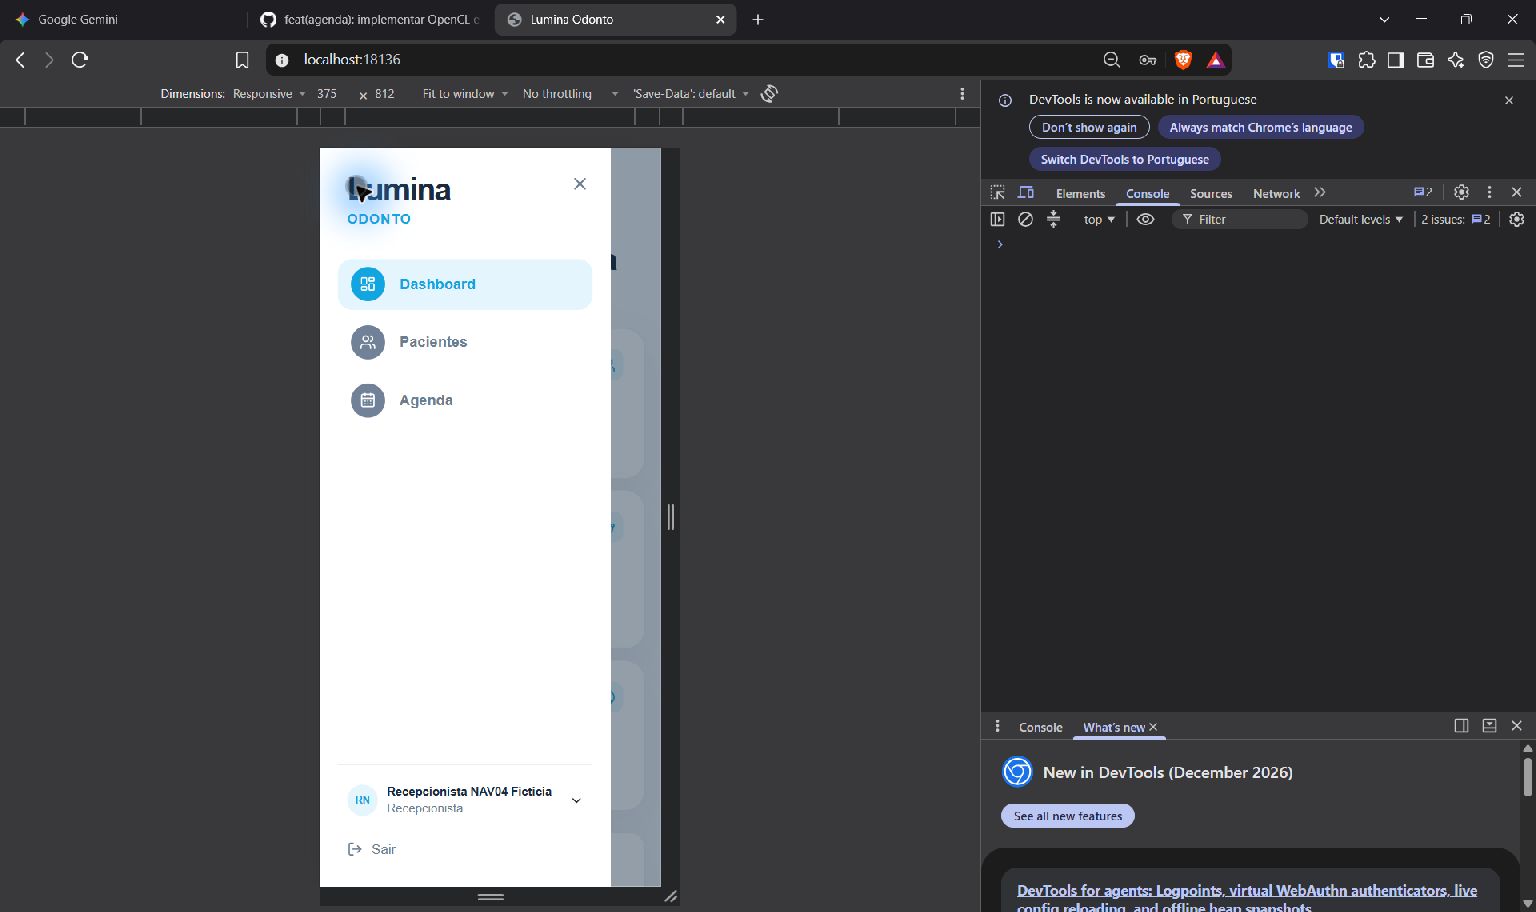 Google Gemini
feat(agenda): implementar OpenCL e
Lumina Odonto
localhost:18136
Dimensions: Responsive 375 × 812 Fit to window No throttling 'Save-Data': default
DevTools is now available in Portuguese
Don't show again
Always match Chrome's language
Switch DevTools to Portuguese
Elements Console Sources Network 2
top Filter Default levels 2 issues: 2
Lumina
ODONTO
Dashboard
Pacientes
Agenda
RN
Recepcionista NAV04 Ficticia
Recepcionista
Sair
Console What's new
New in DevTools (December 2026)
See all new features
DevTools for agents: Logpoints, virtual WebAuthn authenticators, live
config reloading, and offline heap snapshots